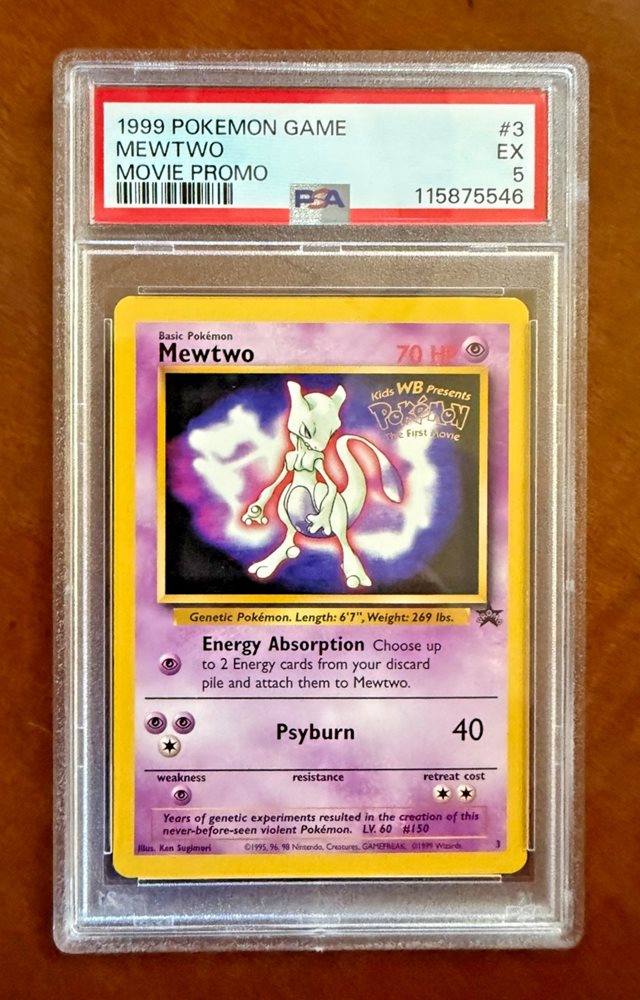 1999 POKEMON GAME #3
MEWTWO EX
MOVIE PROMO 5
PSA 115875546
Basic Pokémon
Mewtwo 70 HP
Kids WB Presents
POKéMON
The First Movie
Genetic Pokémon. Length: 6'7", Weight: 269 lbs.
Energy Absorption Choose up
to 2 Energy cards from your discard
pile and attach them to Mewtwo.
Psyburn 40
weakness resistance retreat cost
Years of genetic experiments resulted in the creation of this
never-before-seen violent Pokémon. LV. 60 #150
Illus. Ken Sugimori ©1995, 96, 98 Nintendo, Creatures, GAMEFREAK. ©1999 Wizards. 3